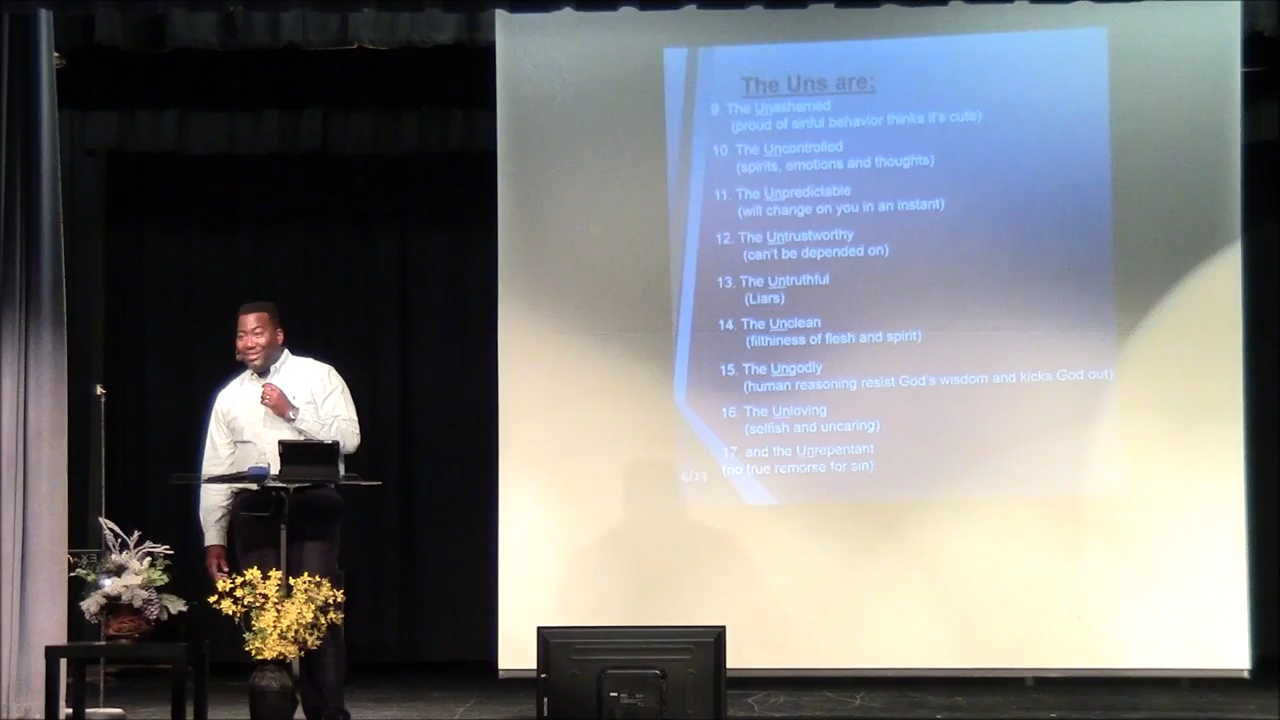 The Uns are:
9. The Unashamed
(proud of sinful behavior thinks it's cute)
10. The Uncontrolled
(spirits, emotions and thoughts)
11. The Unpredictable
(will change on you in an instant)
12. The Untrustworthy
(can't be depended on)
13. The Untruthful
(Liars)
14. The Unclean
(filthiness of flesh and spirit)
15. The Ungodly
(human reasoning resist God's wisdom and kicks God out)
16. The Unloving
(selfish and uncaring)
17. and the Unrepentant
(no true remorse for sin)
4/13